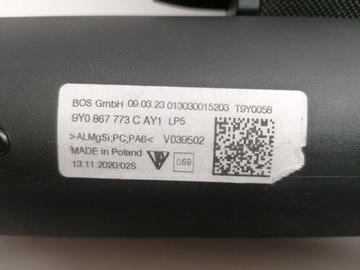 BOS GmbH 09.03.23 013030015203 T9Y0058
9Y0 867 773 C AY1 LP5
>ALMgSi;PC;PA6< V039502
MADE in Poland
13.11.2020/02S 059